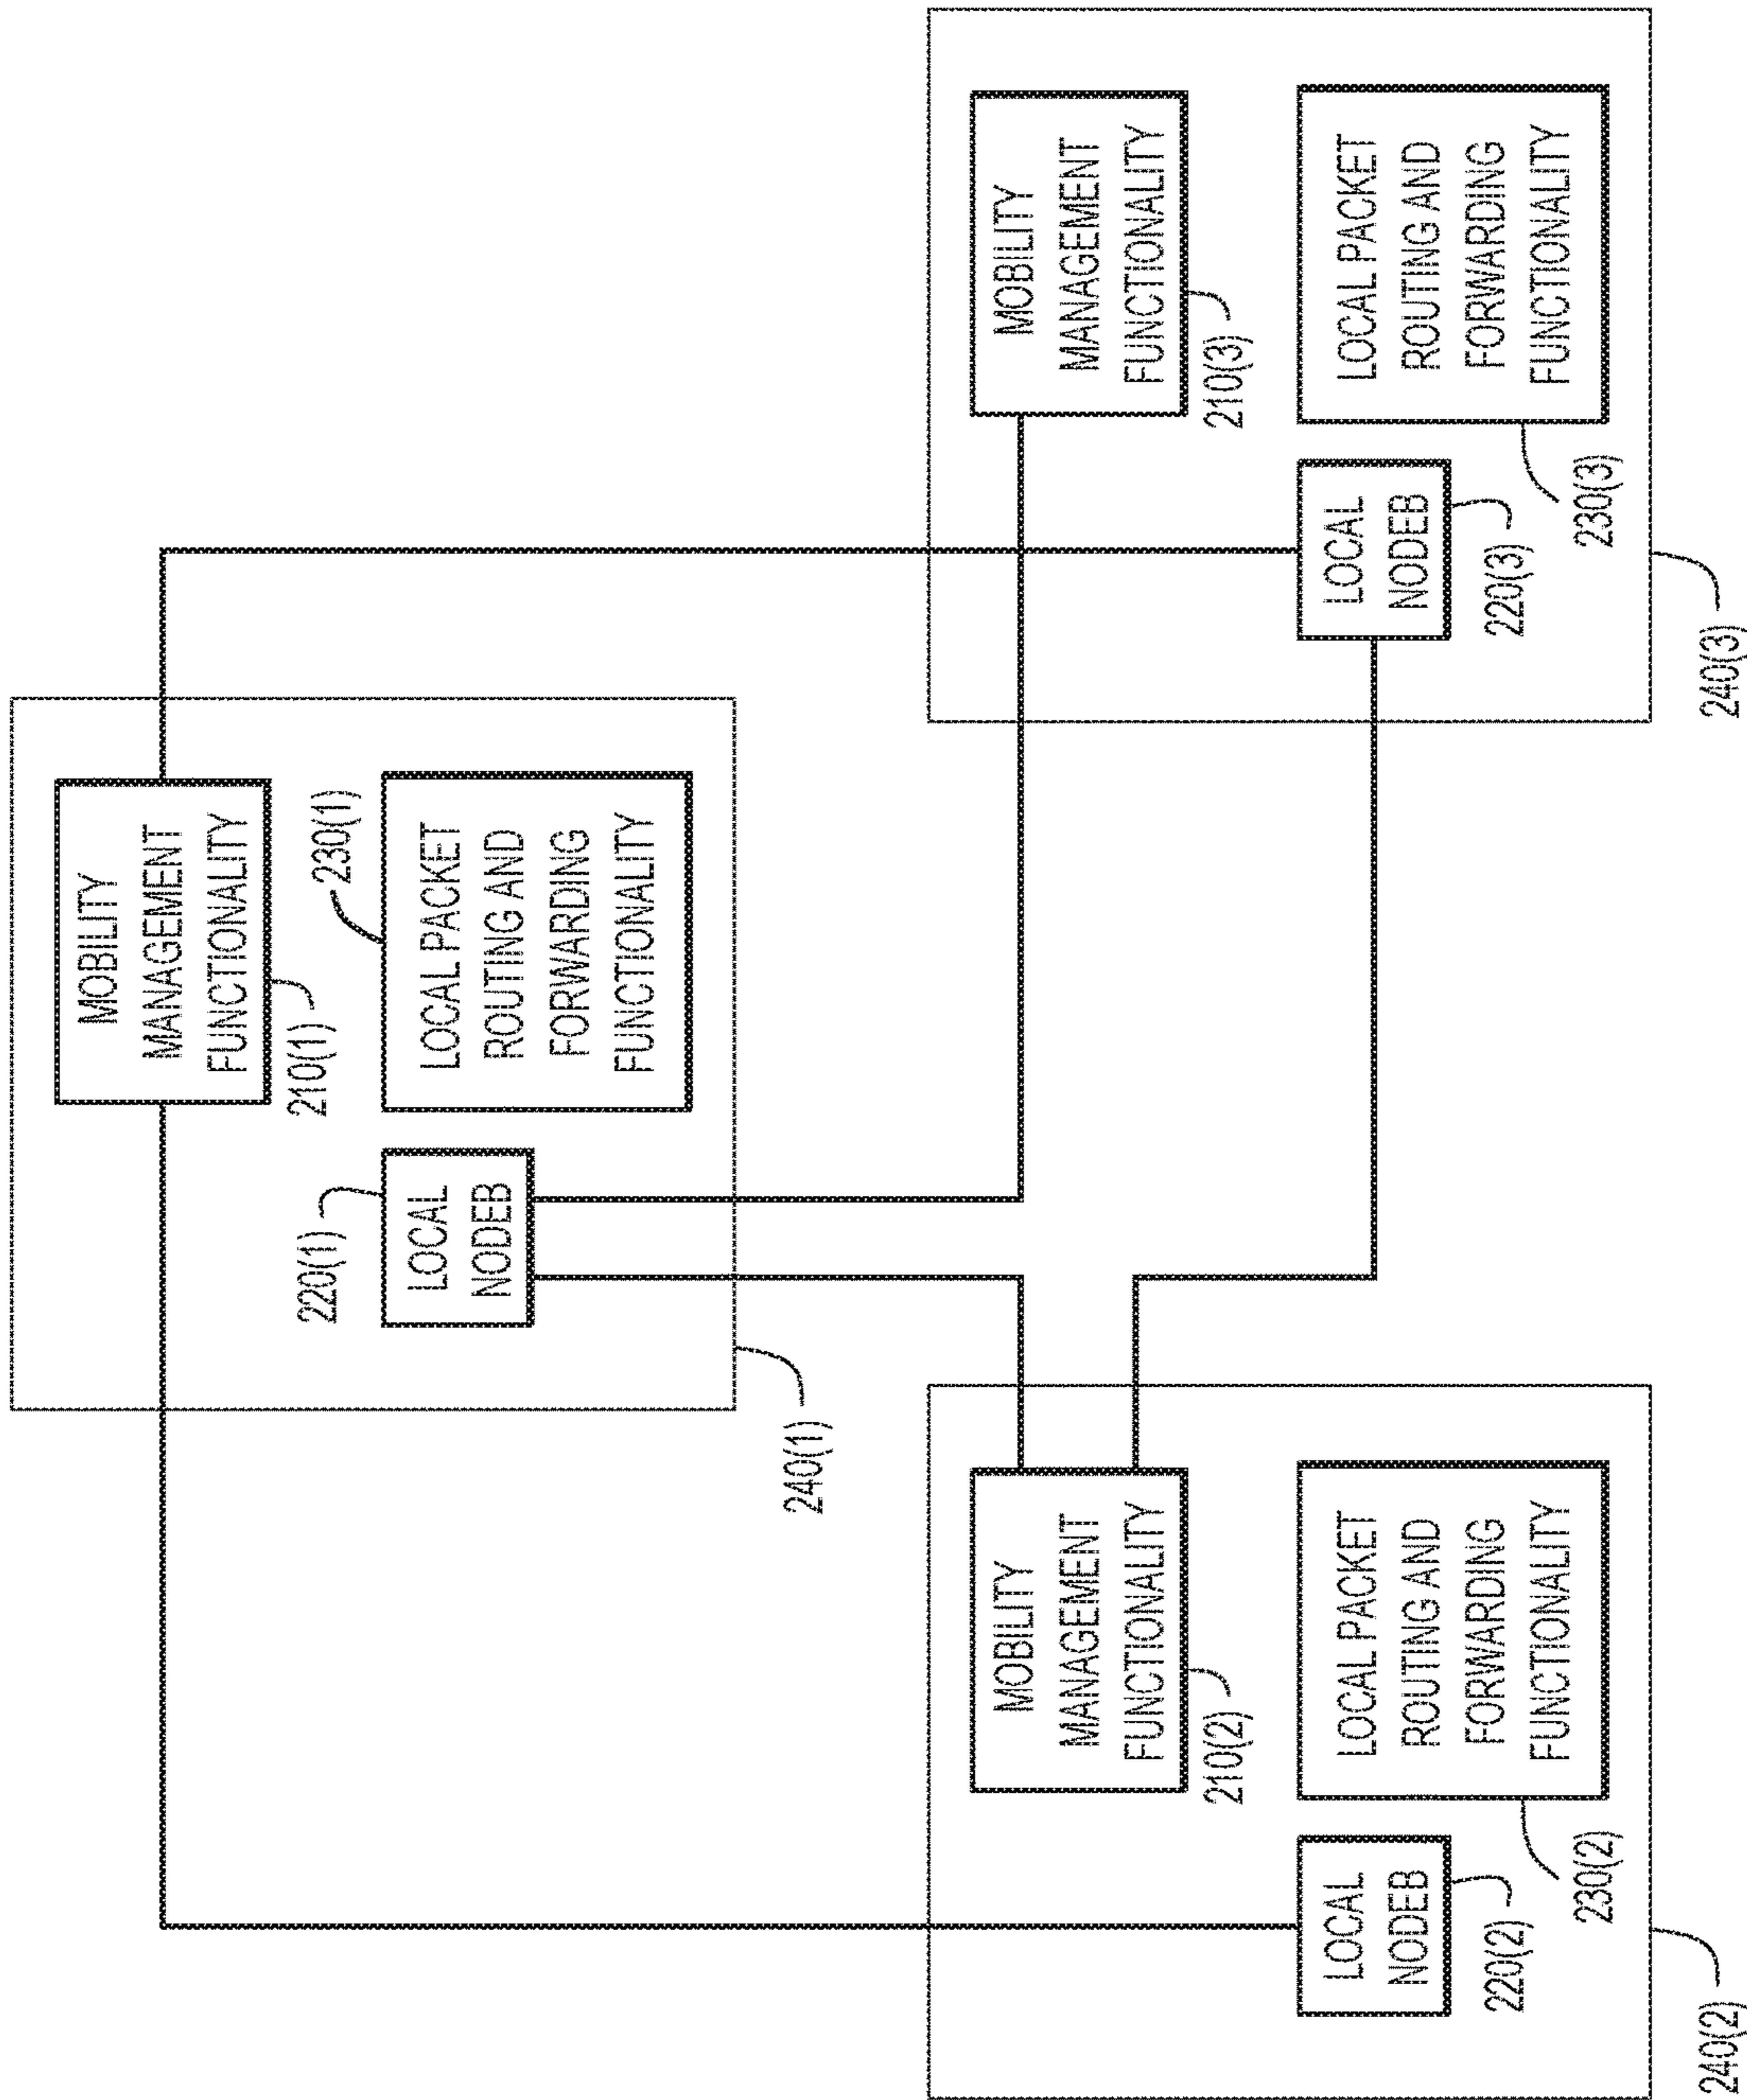 MOBILITY
MANAGEMENT
FUNCTIONALITY
210(1)
220(1)
LOCAL
NODEB
230(1)
LOCAL PACKET
ROUTING AND
FORWARDING
FUNCTIONALITY
240(1)
MOBILITY
MANAGEMENT
FUNCTIONALITY
210(2)
LOCAL
NODEB
220(2)
LOCAL PACKET
ROUTING AND
FORWARDING
FUNCTIONALITY
230(2)
240(2)
MOBILITY
MANAGEMENT
FUNCTIONALITY
210(3)
LOCAL
NODEB
220(3)
LOCAL PACKET
ROUTING AND
FORWARDING
FUNCTIONALITY
230(3)
240(3)